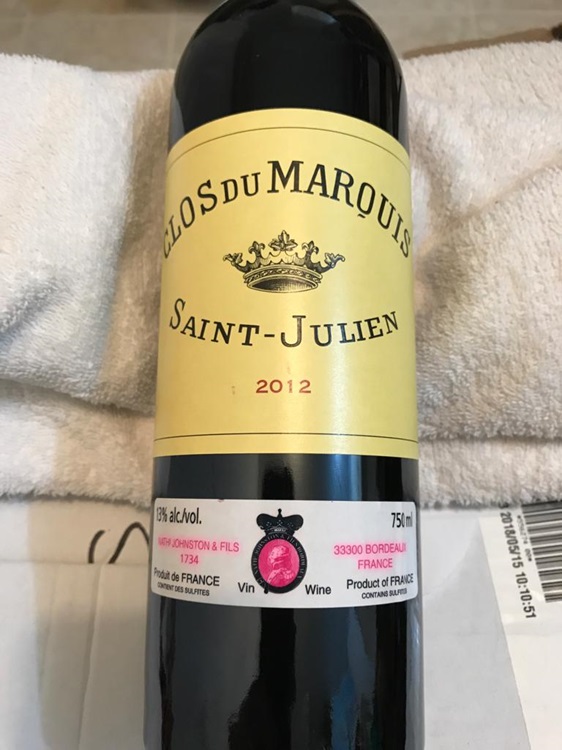 CLOS DU MARQUIS
SAINT-JULIEN
2012
13% alc./vol.
750 ml
NATHL JOHNSTON & FILS
1734
33300 BORDEAUX
FRANCE
Produit de FRANCE
CONTIENT DES SULFITES
Vin
Wine
Product of FRANCE
CONTAINS SULFITES
2018/05/15 10:10:51